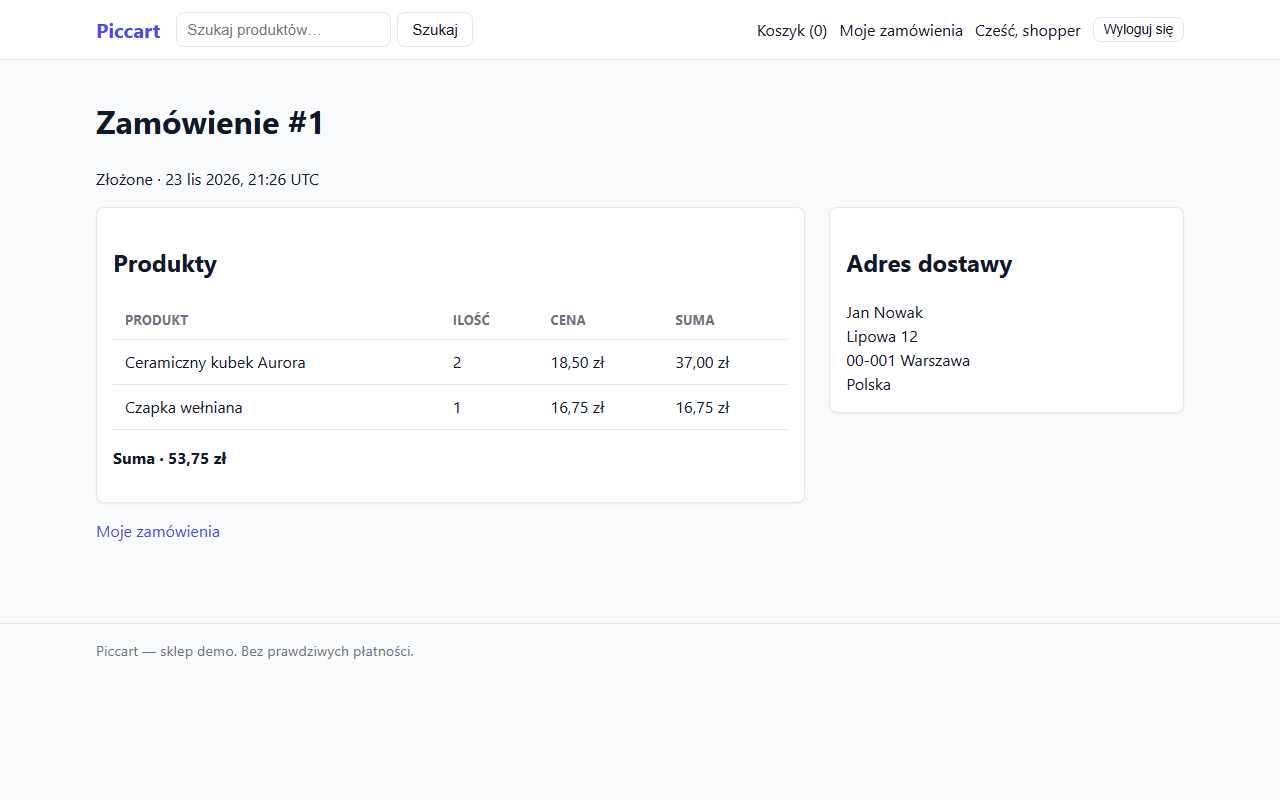 Piccart Szukaj produktów… Szukaj Koszyk (0) Moje zamówienia Cześć, shopper Wyloguj się
Zamówienie #1
Złożone · 23 lis 2026, 21:26 UTC
Produkty
PRODUKT ILOŚĆ CENA SUMA
Ceramiczny kubek Aurora 2 18,50 zł 37,00 zł
Czapka wełniana 1 16,75 zł 16,75 zł
Suma · 53,75 zł
Adres dostawy
Jan Nowak
Lipowa 12
00-001 Warszawa
Polska
Moje zamówienia
Piccart — sklep demo. Bez prawdziwych płatności.